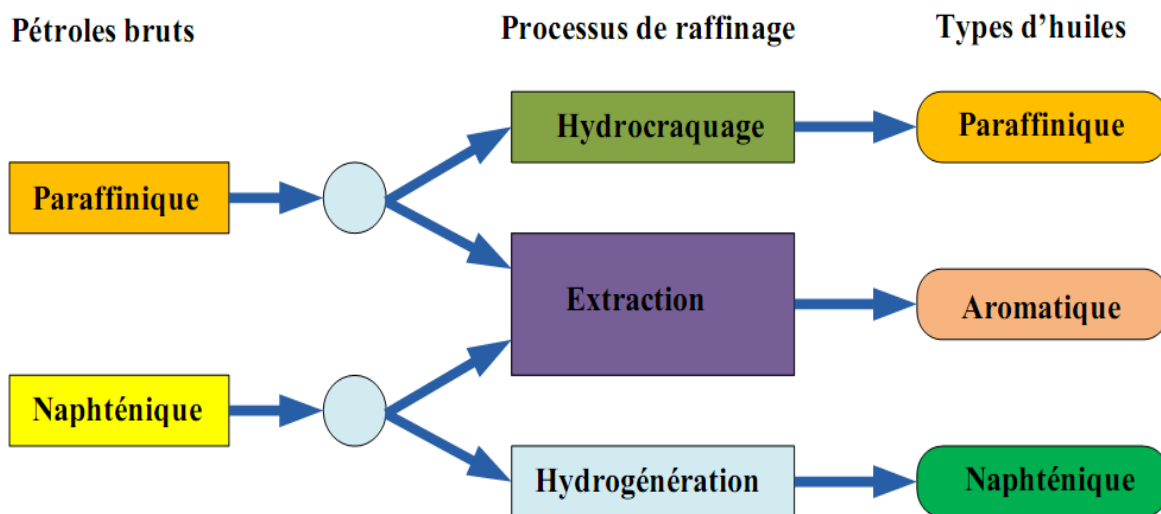 Pétroles bruts
Processus de raffinage
Types d’huiles
Hydrocraquage
Paraffinique
Paraffinique
Extraction
Aromatique
Naphténique
Hydrogénération
Naphténique